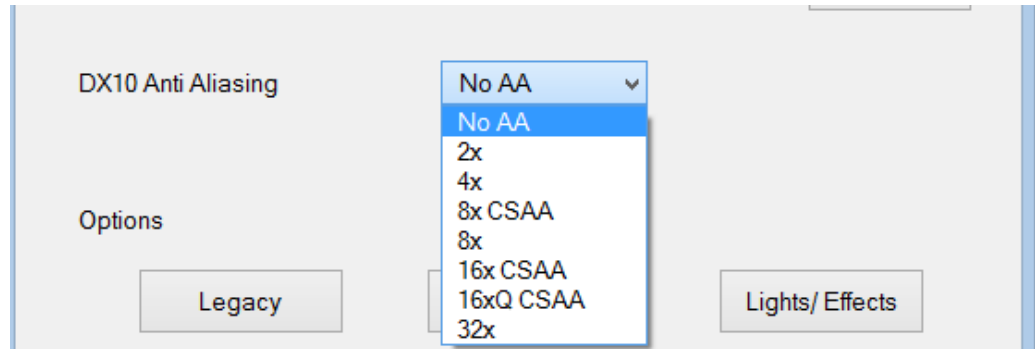 DX10 Anti Aliasing No AA
No AA
2x
4x
8x CSAA
Options
8x
16x CSAA
16xQ CSAA
32x
Legacy
Lights/ Effects